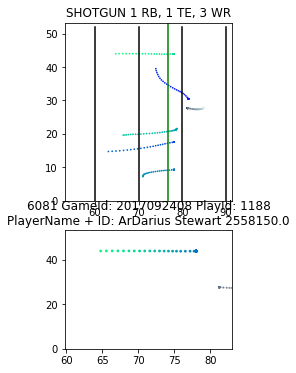 SHOTGUN 1 RB, 1 TE, 3 WR
50
40
30
20
10
0
60 70 80 90
6081 GameId: 2017092408 PlayId: 1188
PlayerName + ID: ArDarius Stewart 2558150.0
40
20
0
60 65 70 75 80